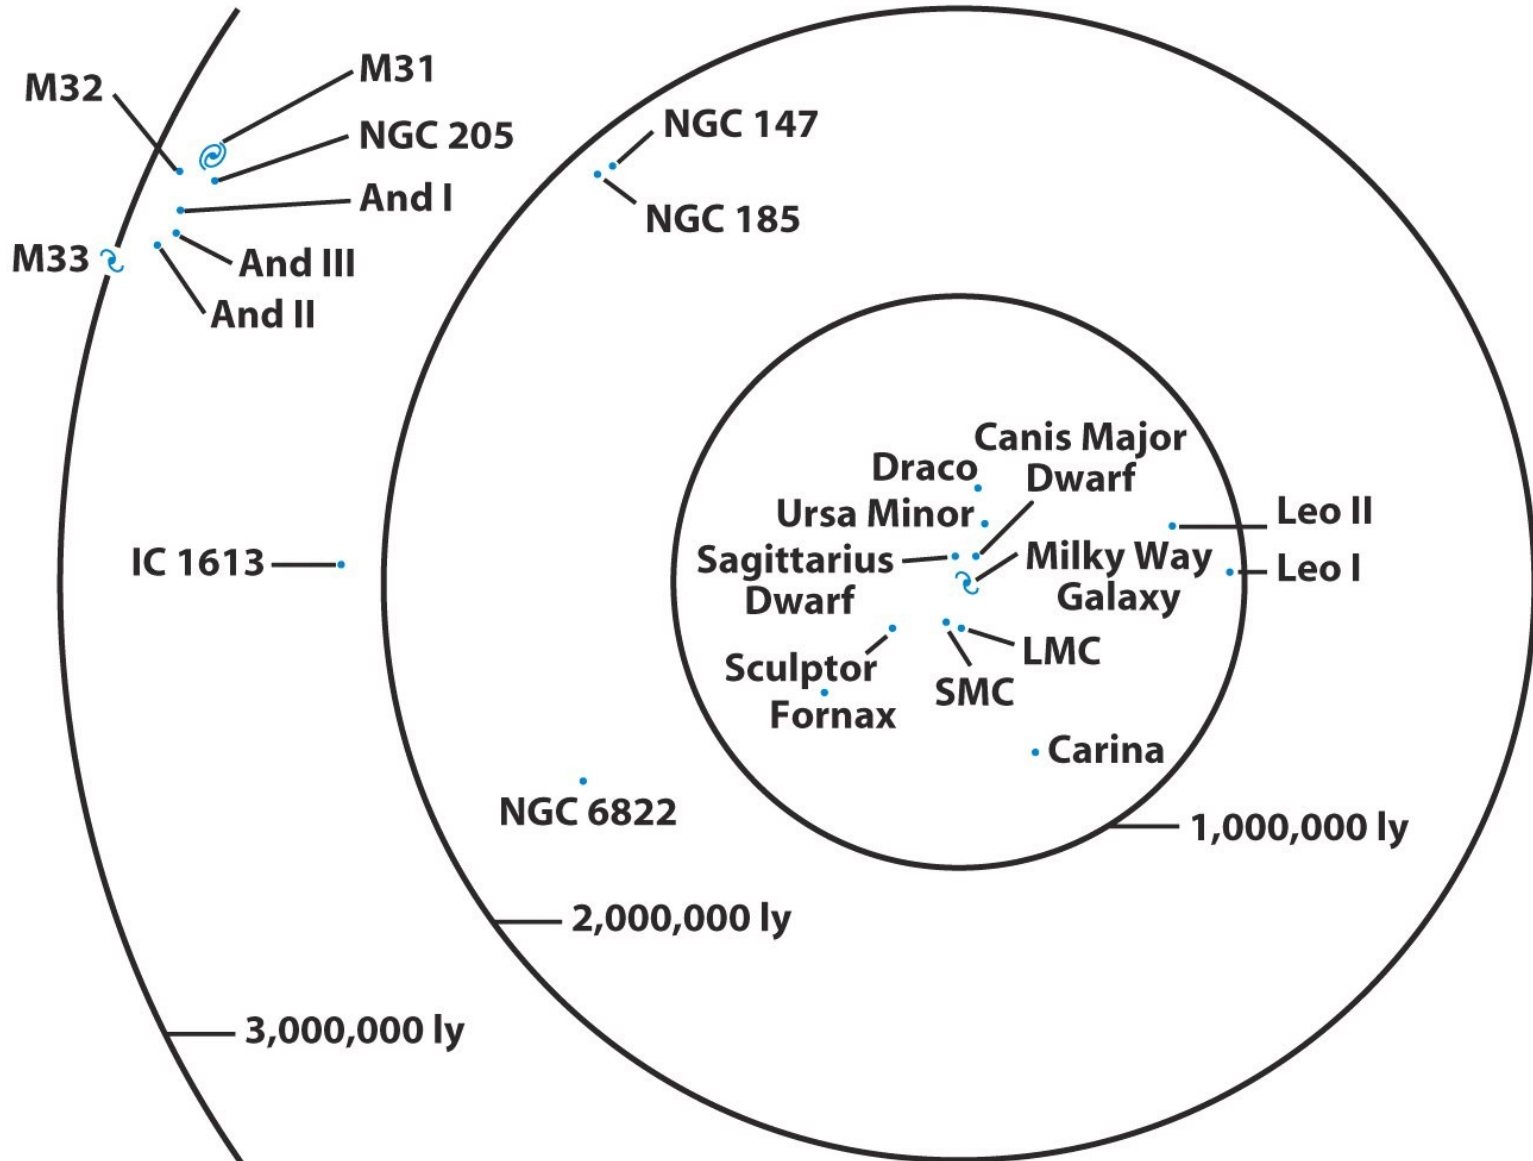 M31
M32
NGC 205
And I
M33
And III
And II
NGC 147
NGC 185
Canis Major
Dwarf
Draco
Ursa Minor
Sagittarius
Dwarf
Milky Way
Galaxy
Leo II
Leo I
IC 1613
Sculptor
LMC
SMC
Fornax
Carina
NGC 6822
1,000,000 ly
2,000,000 ly
3,000,000 ly